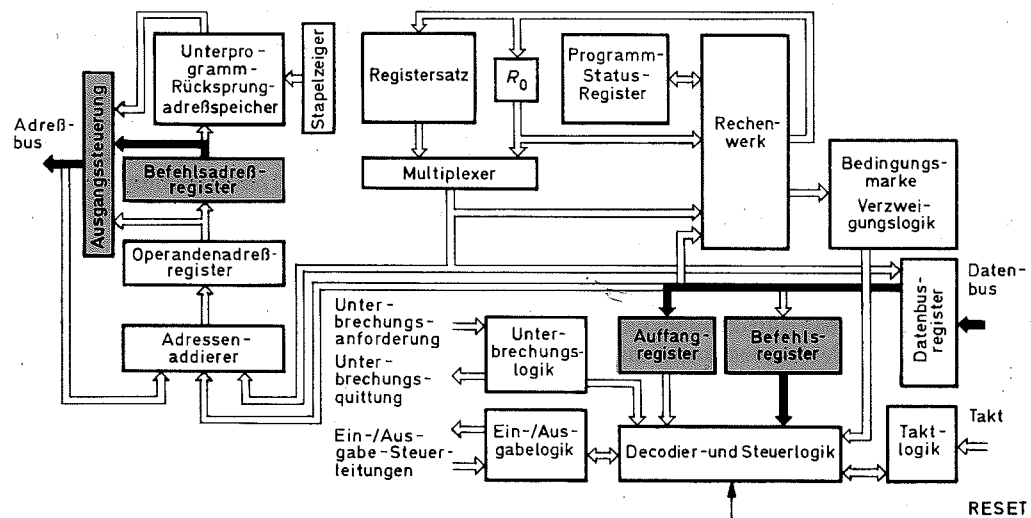 Adreß-
bus
Ausgangssteuerung
Unterpro-
gramm-
Rücksprung-
adreßspeicher
Stapelzeiger
Befehlsadreß-
register
Operandenadreß-
register
Adressen-
addierer
Registersatz
R0
Programm-
Status-
Register
Multiplexer
Rechen-
werk
Bedingungs-
marke
Verzwei-
gungslogik
Daten-
bus
Datenbus-
register
Unter-
brechungs-
anforderung
Unter-
brechungs-
quittung
Unter-
brechungs-
logik
Auffang-
register
Befehls-
register
Ein-/Aus-
gabe-Steuer-
leitungen
Ein-/Aus-
gabelogik
Decodier-und Steuerlogik
Takt-
logik
Takt
RESET